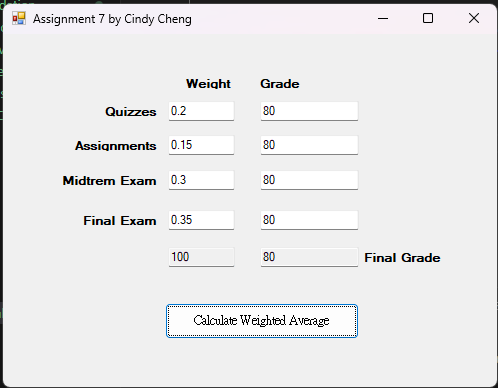 Assignment 7 by Cindy Cheng
Weight Grade
Quizzes 0.2 80
Assignments 0.15 80
Midtrem Exam 0.3 80
Final Exam 0.35 80
100 80 Final Grade
Calculate Weighted Average